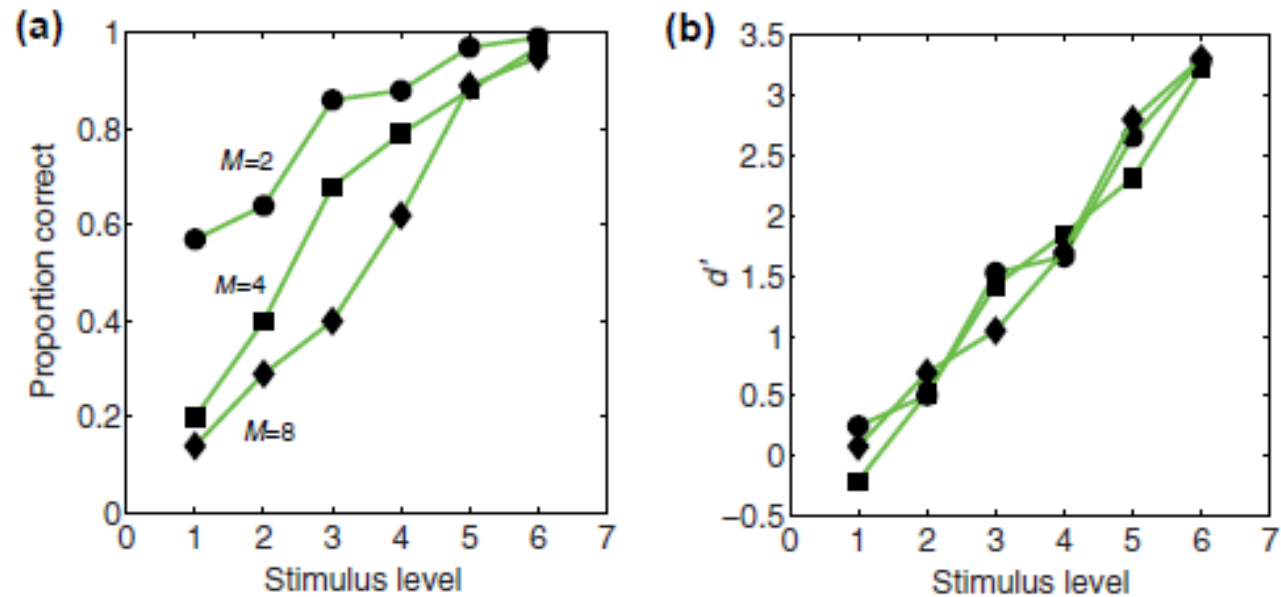 (a)
1
0.8
0.6
0.4
0.2
0
Proportion correct
M=2
M=4
M=8
0 1 2 3 4 5 6 7
Stimulus level
(b)
3.5
3
2.5
2
1.5
1
0.5
0
−0.5
d′
0 1 2 3 4 5 6 7
Stimulus level